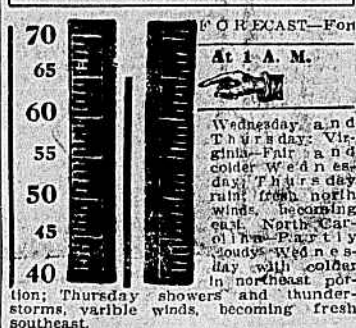 FORECAST—For
At 1 A. M.
70
65
60
55
50
45
40
Wednesday and
Thursday: Vir-
ginia—Fair and
colder Wednes-
day; Thursday
rain; fresh north
winds, becoming
east. North Car-
olina—Partly
cloudy Wednes-
day with colder
in northeast por-
tion; Thursday showers and thunder-
storms, varible winds, becoming fresh
southeast.